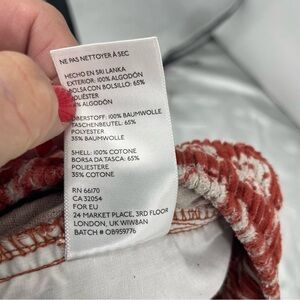 NE PAS NETTOYER À SEC
HECHO EN SRI LANKA
EXTERIOR: 100% ALGODÓN
BOLSA CON BOLSILLO: 65%
POLIÉSTER
ALGODÓN
OBERSTOFF: 100% BAUMWOLLE
TASCHENBEUTEL: 65%
POLYESTER
35% BAUMWOLLE
SHELL: 100% COTONE
BORSA DA TASCA: 65%
POLIESTERE
35% COTONE
RN 66170
CA 32054
FOR EU
24 MARKET PLACE, 3RD FLOOR
LONDON, UK W1W8AN
BATCH # OB959776